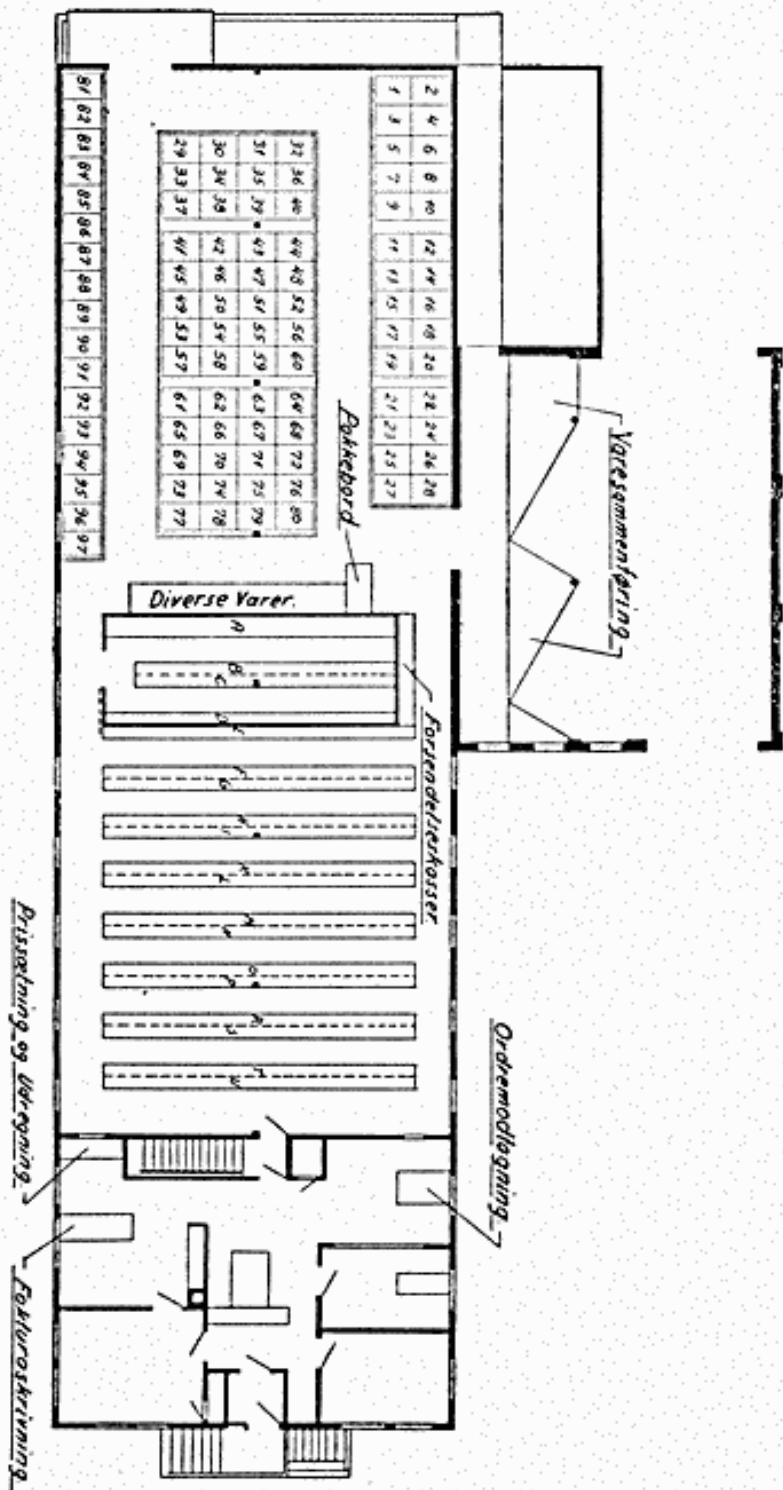 81 82 83 84 85 86 87 88 89 90 91 92 93 94 95 96 97
29 30 31 32
33 34 35 36
37 38 39 40
41 42 43 44
45 46 47 48
49 50 51 52
53 54 55 56
57 58 59 60
61 62 63 64
65 66 67 68
69 70 71 72
73 74 75 76
77 78 79 80
1 2
3 4
5 6
7 8
9 10
11 12
13 14
15 16
17 18
19 20
21 22
23 24
25 26
27 28
Varesammenføring
Pakkebord
Diverse Varer.
A
B
C
D
Forsendelseskasser
G
O
P
Ordremodtagning
Prissætning og Udregning
Fakturaskrivning